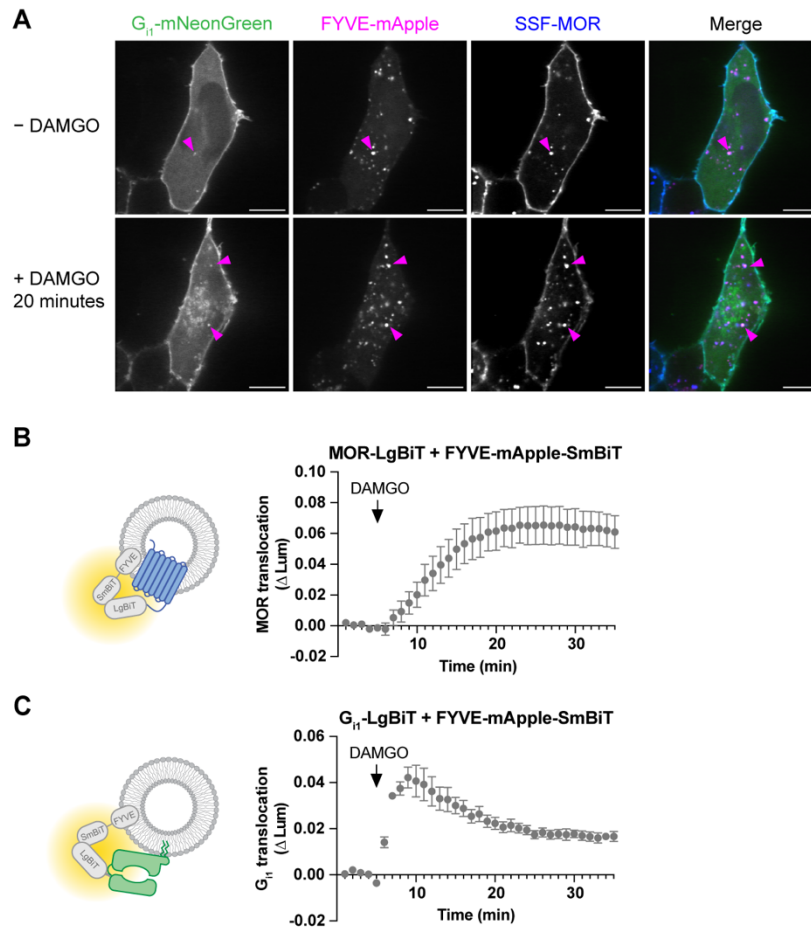 A
G_i1-mNeonGreen
FYVE-mApple
SSF-MOR
Merge
− DAMGO
+ DAMGO
20 minutes
B
MOR-LgBiT + FYVE-mApple-SmBiT
FYVE
SmBiT
LgBiT
MOR translocation
(Δ Lum)
0.10
0.08
0.06
0.04
0.02
0.00
-0.02
DAMGO
10
20
30
Time (min)
C
G_i1-LgBiT + FYVE-mApple-SmBiT
FYVE
SmBiT
LgBiT
G_i1 translocation
(Δ Lum)
0.06
0.04
0.02
0.00
-0.02
DAMGO
10
20
30
Time (min)